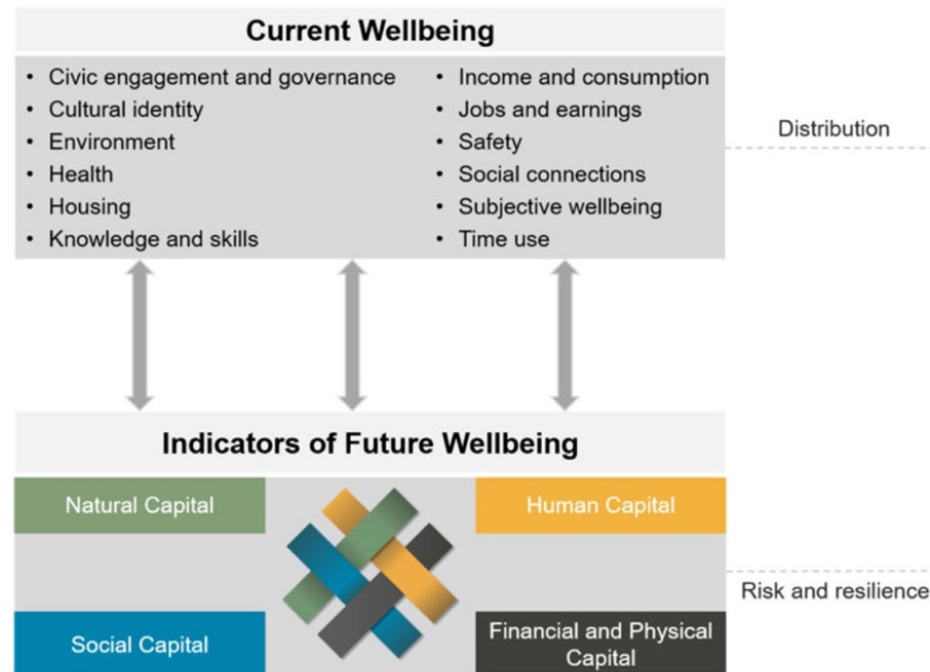 Current Wellbeing
• Civic engagement and governance
• Cultural identity
• Environment
• Health
• Housing
• Knowledge and skills
• Income and consumption
• Jobs and earnings
• Safety
• Social connections
• Subjective wellbeing
• Time use
Distribution
Indicators of Future Wellbeing
Natural Capital
Human Capital
Social Capital
Financial and Physical
Capital
Risk and resilience